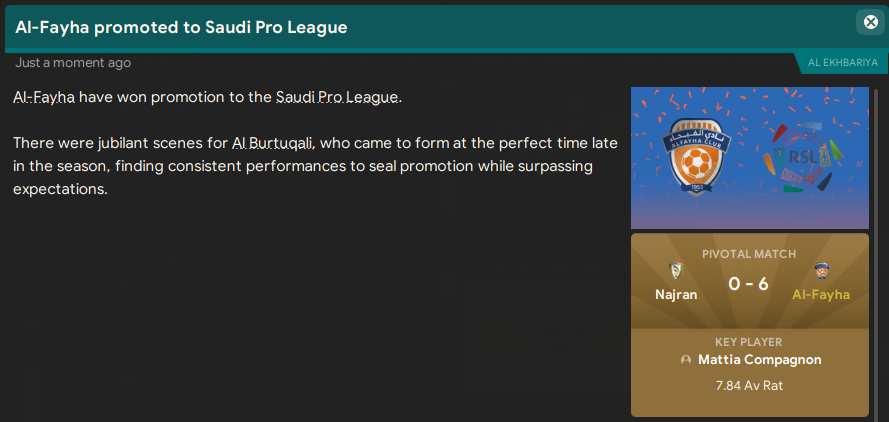 Al-Fayha promoted to Saudi Pro League
Just a moment ago
AL EKHBARIYA
Al-Fayha have won promotion to the Saudi Pro League.
There were jubilant scenes for Al Burtuqali, who came to form at the perfect time late
in the season, finding consistent performances to seal promotion while surpassing
expectations.
نادي الفيحاء
ALFAYHA CLUB
1953
RSL
PIVOTAL MATCH
Najran
0 - 6
Al-Fayha
KEY PLAYER
Mattia Compagnon
7.84 Av Rat